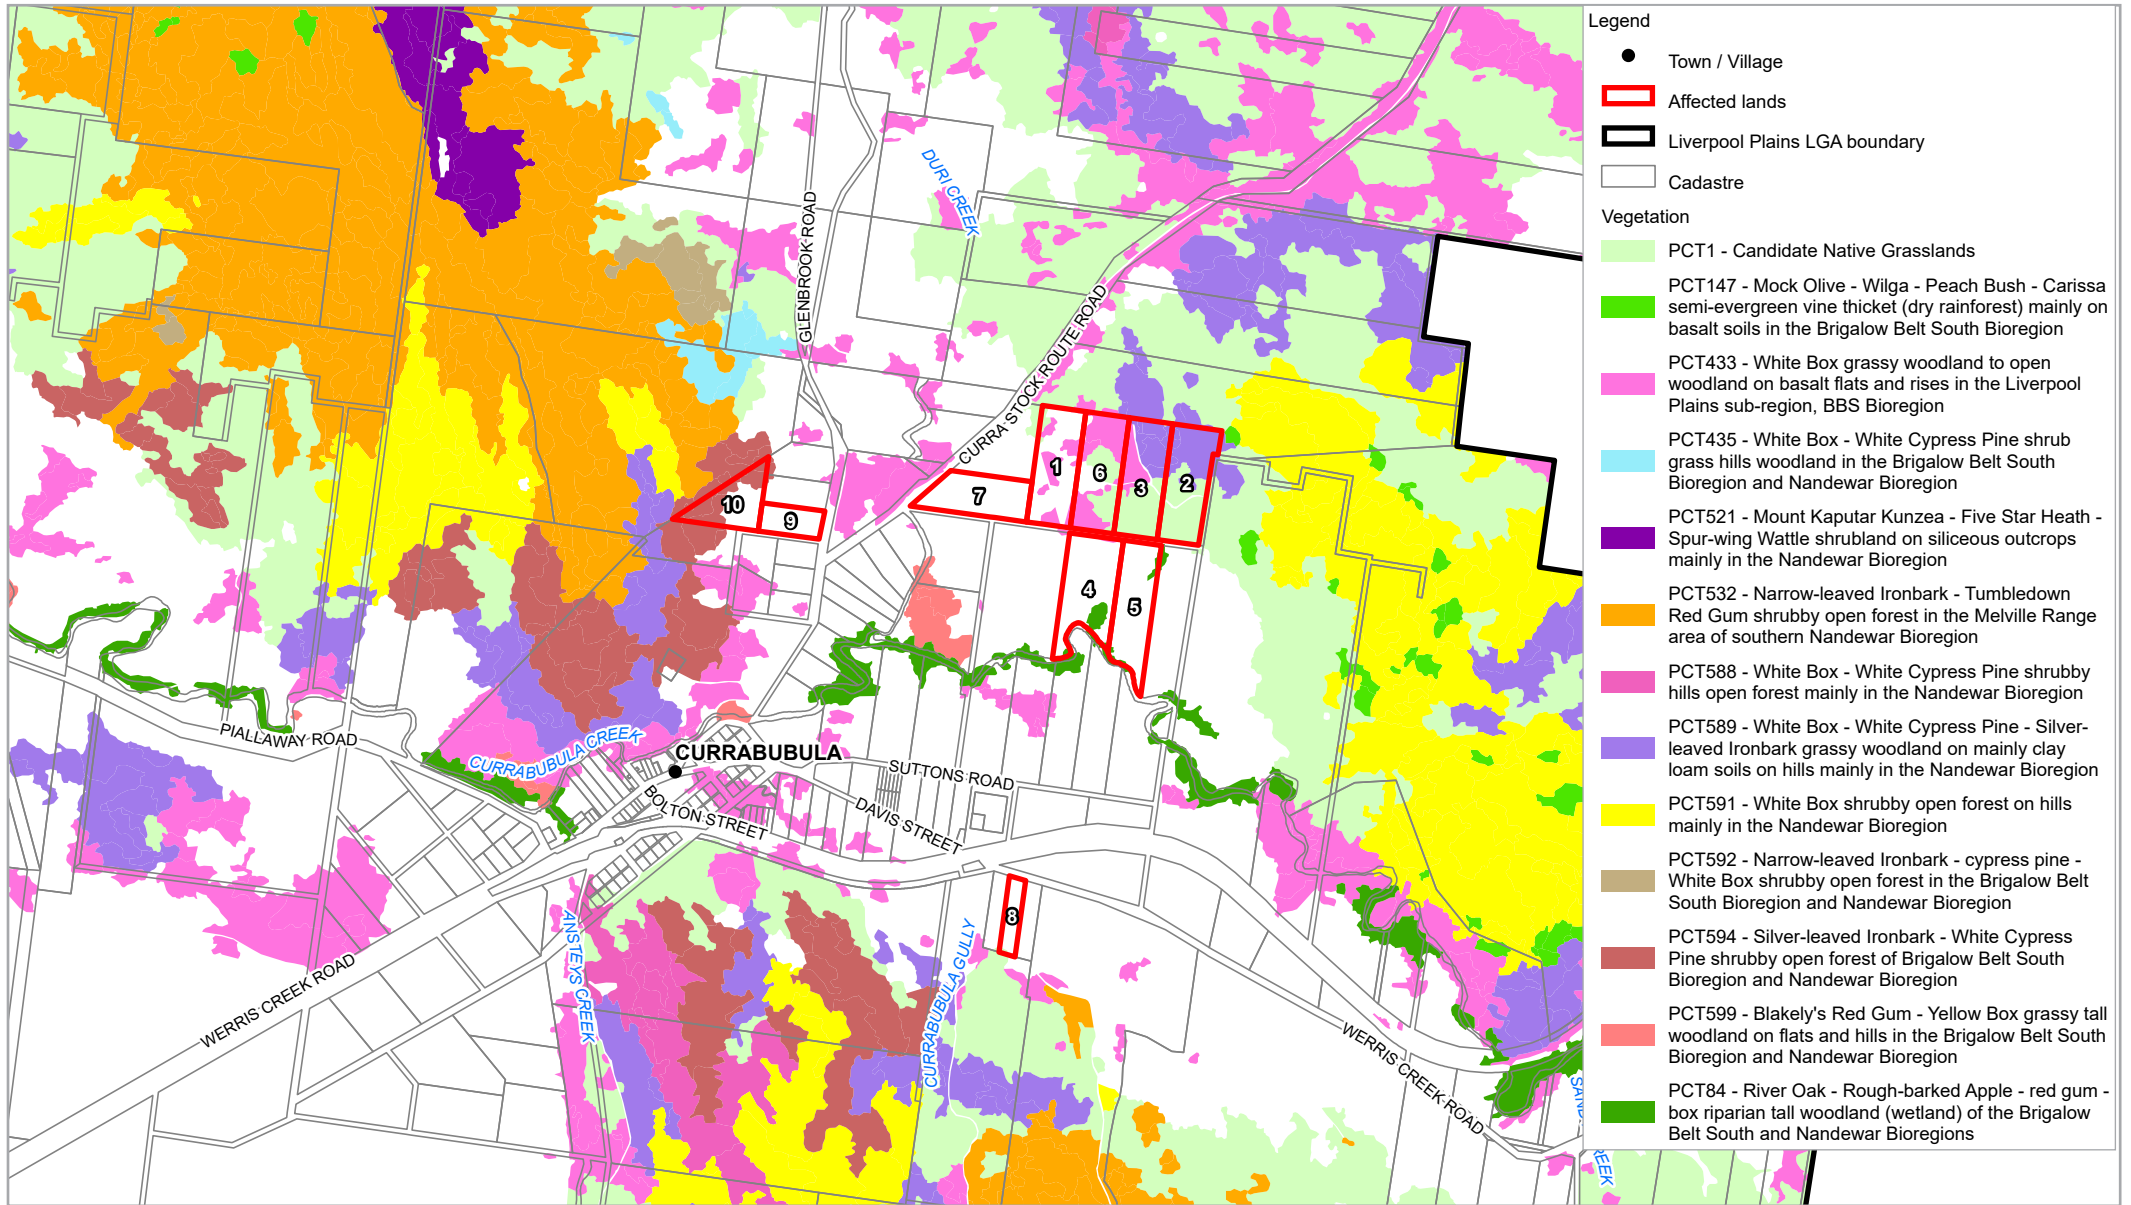 Legend
Town / Village
Affected lands
Liverpool Plains LGA boundary
Cadastre
Vegetation
PCT1 - Candidate Native Grasslands
PCT147 - Mock Olive - Wilga - Peach Bush - Carissa
semi-evergreen vine thicket (dry rainforest) mainly on
basalt soils in the Brigalow Belt South Bioregion
PCT433 - White Box grassy woodland to open
woodland on basalt flats and rises in the Liverpool
Plains sub-region, BBS Bioregion
PCT435 - White Box - White Cypress Pine shrub
grass hills woodland in the Brigalow Belt South
Bioregion and Nandewar Bioregion
PCT521 - Mount Kaputar Kunzea - Five Star Heath -
Spur-wing Wattle shrubland on siliceous outcrops
mainly in the Nandewar Bioregion
PCT532 - Narrow-leaved Ironbark - Tumbledown
Red Gum shrubby open forest in the Melville Range
area of southern Nandewar Bioregion
PCT588 - White Box - White Cypress Pine shrubby
hills open forest mainly in the Nandewar Bioregion
PCT589 - White Box - White Cypress Pine - Silver-
leaved Ironbark grassy woodland on mainly clay
loam soils on hills mainly in the Nandewar Bioregion
PCT591 - White Box shrubby open forest on hills
mainly in the Nandewar Bioregion
PCT592 - Narrow-leaved Ironbark - cypress pine -
White Box shrubby open forest in the Brigalow Belt
South Bioregion and Nandewar Bioregion
PCT594 - Silver-leaved Ironbark - White Cypress
Pine shrubby open forest of Brigalow Belt South
Bioregion and Nandewar Bioregion
PCT599 - Blakely's Red Gum - Yellow Box grassy tall
woodland on flats and hills in the Brigalow Belt South
Bioregion and Nandewar Bioregion
PCT84 - River Oak - Rough-barked Apple - red gum -
box riparian tall woodland (wetland) of the Brigalow
Belt South and Nandewar Bioregions
DURI CREEK
GLENBROOK ROAD
CURRA STOCK ROUTE ROAD
1
6
3
2
7
10
9
4
5
PIALLAWAY ROAD
CURRABUBULA CREEK
CURRABUBULA
SUTTONS ROAD
BOLTON STREET
DAVIS STREET
8
ANSTEYS CREEK
CURRABUBULA GULLY
WERRIS CREEK ROAD
WERRIS CREEK ROAD